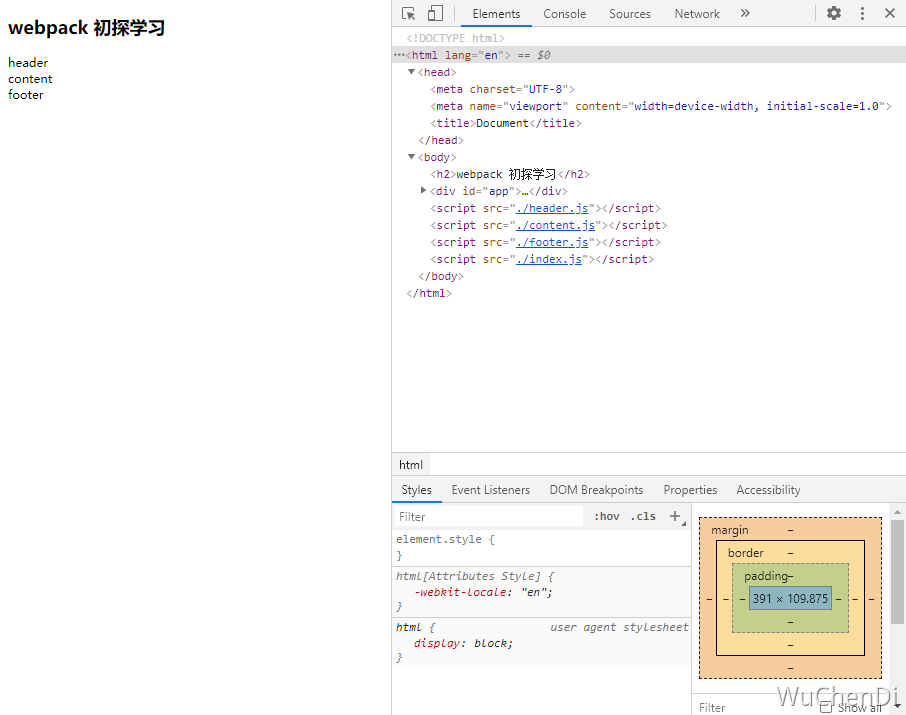 webpack 初探学习
header
content
footer
Elements Console Sources Network »
<!DOCTYPE html>
···<html lang="en"> == $0
▼<head>
<meta charset="UTF-8">
<meta name="viewport" content="width=device-width, initial-scale=1.0">
<title>Document</title>
</head>
▼<body>
<h2>webpack 初探学习</h2>
▶<div id="app">…</div>
<script src="./header.js"></script>
<script src="./content.js"></script>
<script src="./footer.js"></script>
<script src="./index.js"></script>
</body>
</html>
html
Styles Event Listeners DOM Breakpoints Properties Accessibility
Filter :hov .cls +
element.style {
}
html[Attributes Style] {
-webkit-locale: "en";
}
html { user agent stylesheet
display: block;
}
margin –
border –
padding –
– – – 391 × 109.875 – – –
–
–
–
Filter Show all
WuChenDi